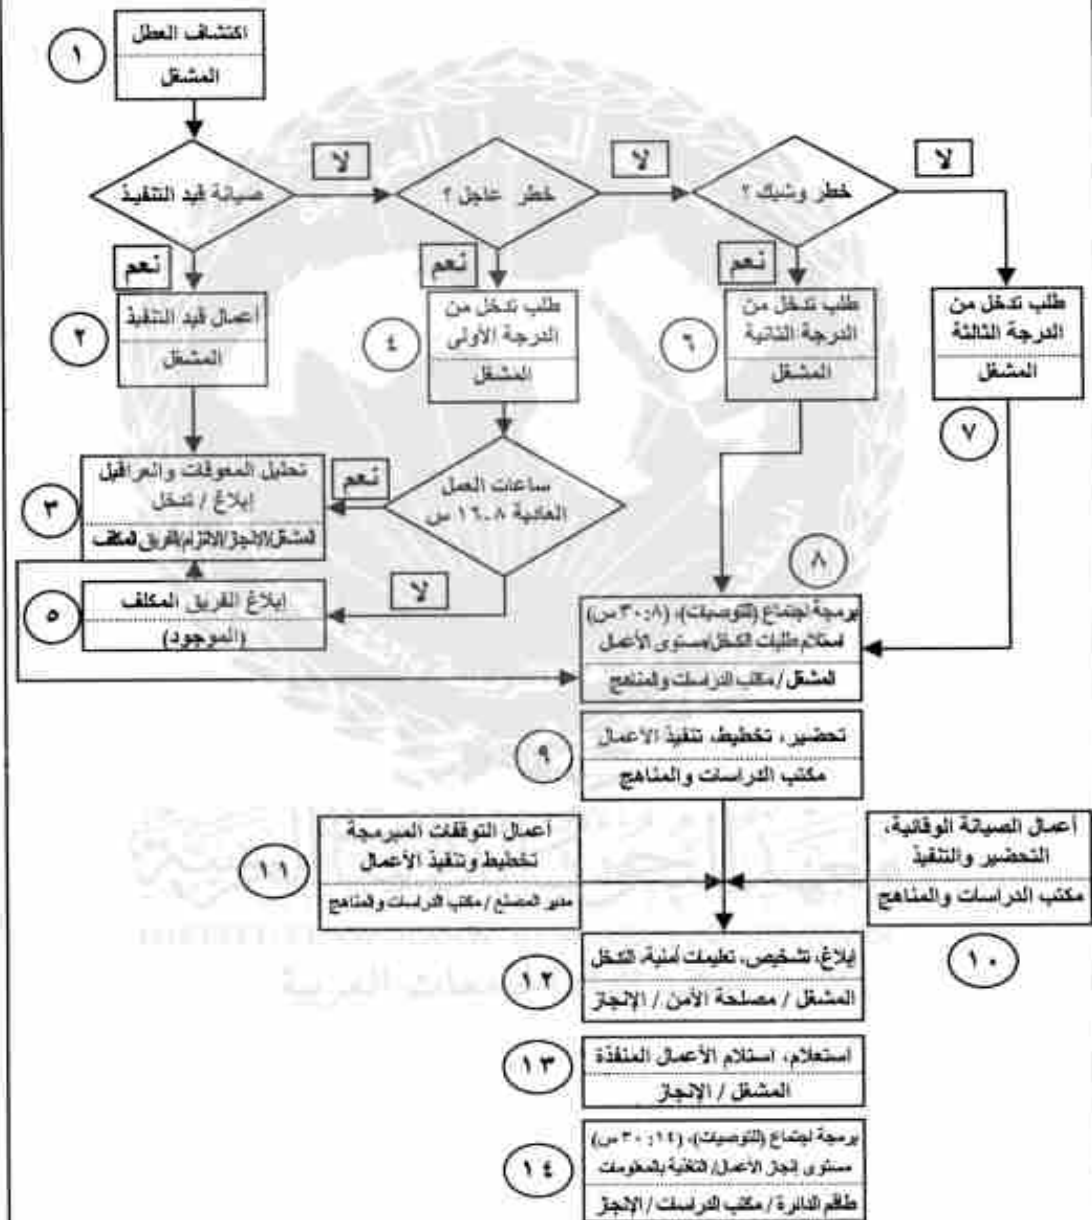 ١
اكتشاف العطل
المشغل
صيانة قيد التنفيذ
لا
خطر عاجل ؟
لا
خطر وشيك ؟
لا
نعم
نعم
نعم
٢
أعمال قيد التنفيذ
المشغل
٤
طلب تدخل من
الدرجة الأولى
المشغل
٦
طلب تدخل من
الدرجة الثانية
المشغل
طلب تدخل من
الدرجة الثالثة
المشغل
٧
٣
تحليل المعوقات والعراقيل
إبلاغ / تدخل
المشغل/الإنجاز/الالتزام/الفريق المكلف
نعم
ساعات العمل
العادية ٨-١٦ س
لا
٥
إبلاغ الفريق المكلف
(الموجود)
٨
برمجة اجتماع (للتوصيات)، (٣٠:٨ س)
استلام طلبات التدخل/مستوى الأعمال
المشغل / مكتب الدراسات والمناهج
٩
تحضير، تخطيط، تنفيذ الأعمال
مكتب الدراسات والمناهج
١١
أعمال التوقفات المبرمجة
تخطيط وتنفيذ الأعمال
مدير المصلح / مكتب الدراسات والمناهج
أعمال الصيانة الوقائية،
التحضير والتنفيذ
مكتب الدراسات والمناهج
١٠
١٢
إبلاغ، تشخيص، تعليمات أمنية، التدخل
المشغل / مصلحة الأمن / الإنجاز
١٣
استعلام، استلام الأعمال المنفذة
المشغل / الإنجاز
١٤
برمجة اجتماع (للتوصيات)، (٣٠:١٤ س)
مستوى إنجاز الأعمال/ التغذية بالمعلومات
طاقم الدائرة / مكتب الدراسات / الإنجاز